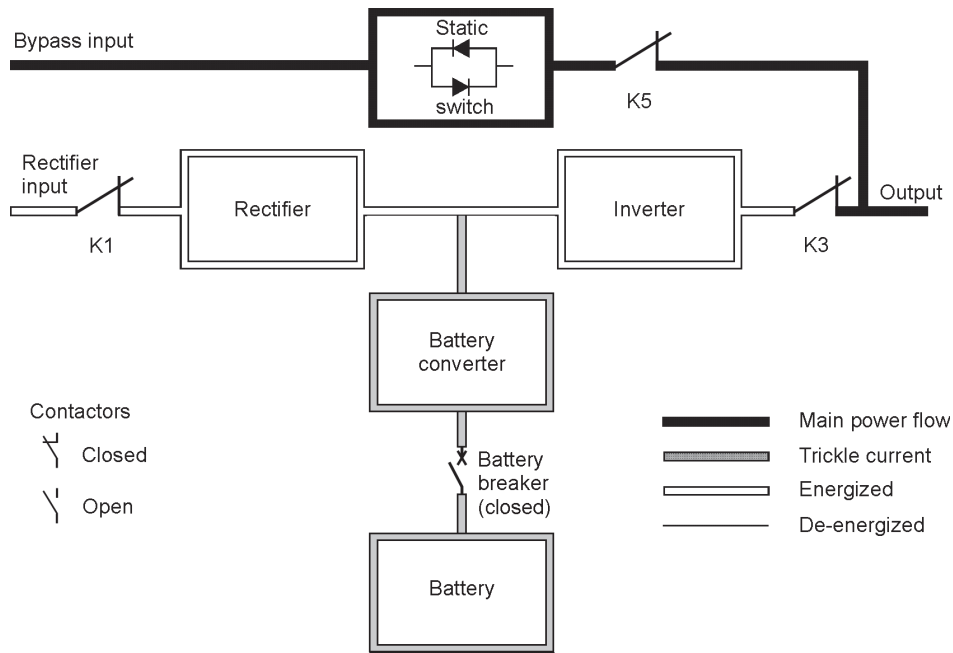 Bypass input
Static
switch
K5
Rectifier
input
K1
Rectifier
Inverter
K3
Output
Battery
converter
Contactors
Closed
Open
Battery
breaker
(closed)
Battery
Main power flow
Trickle current
Energized
De-energized